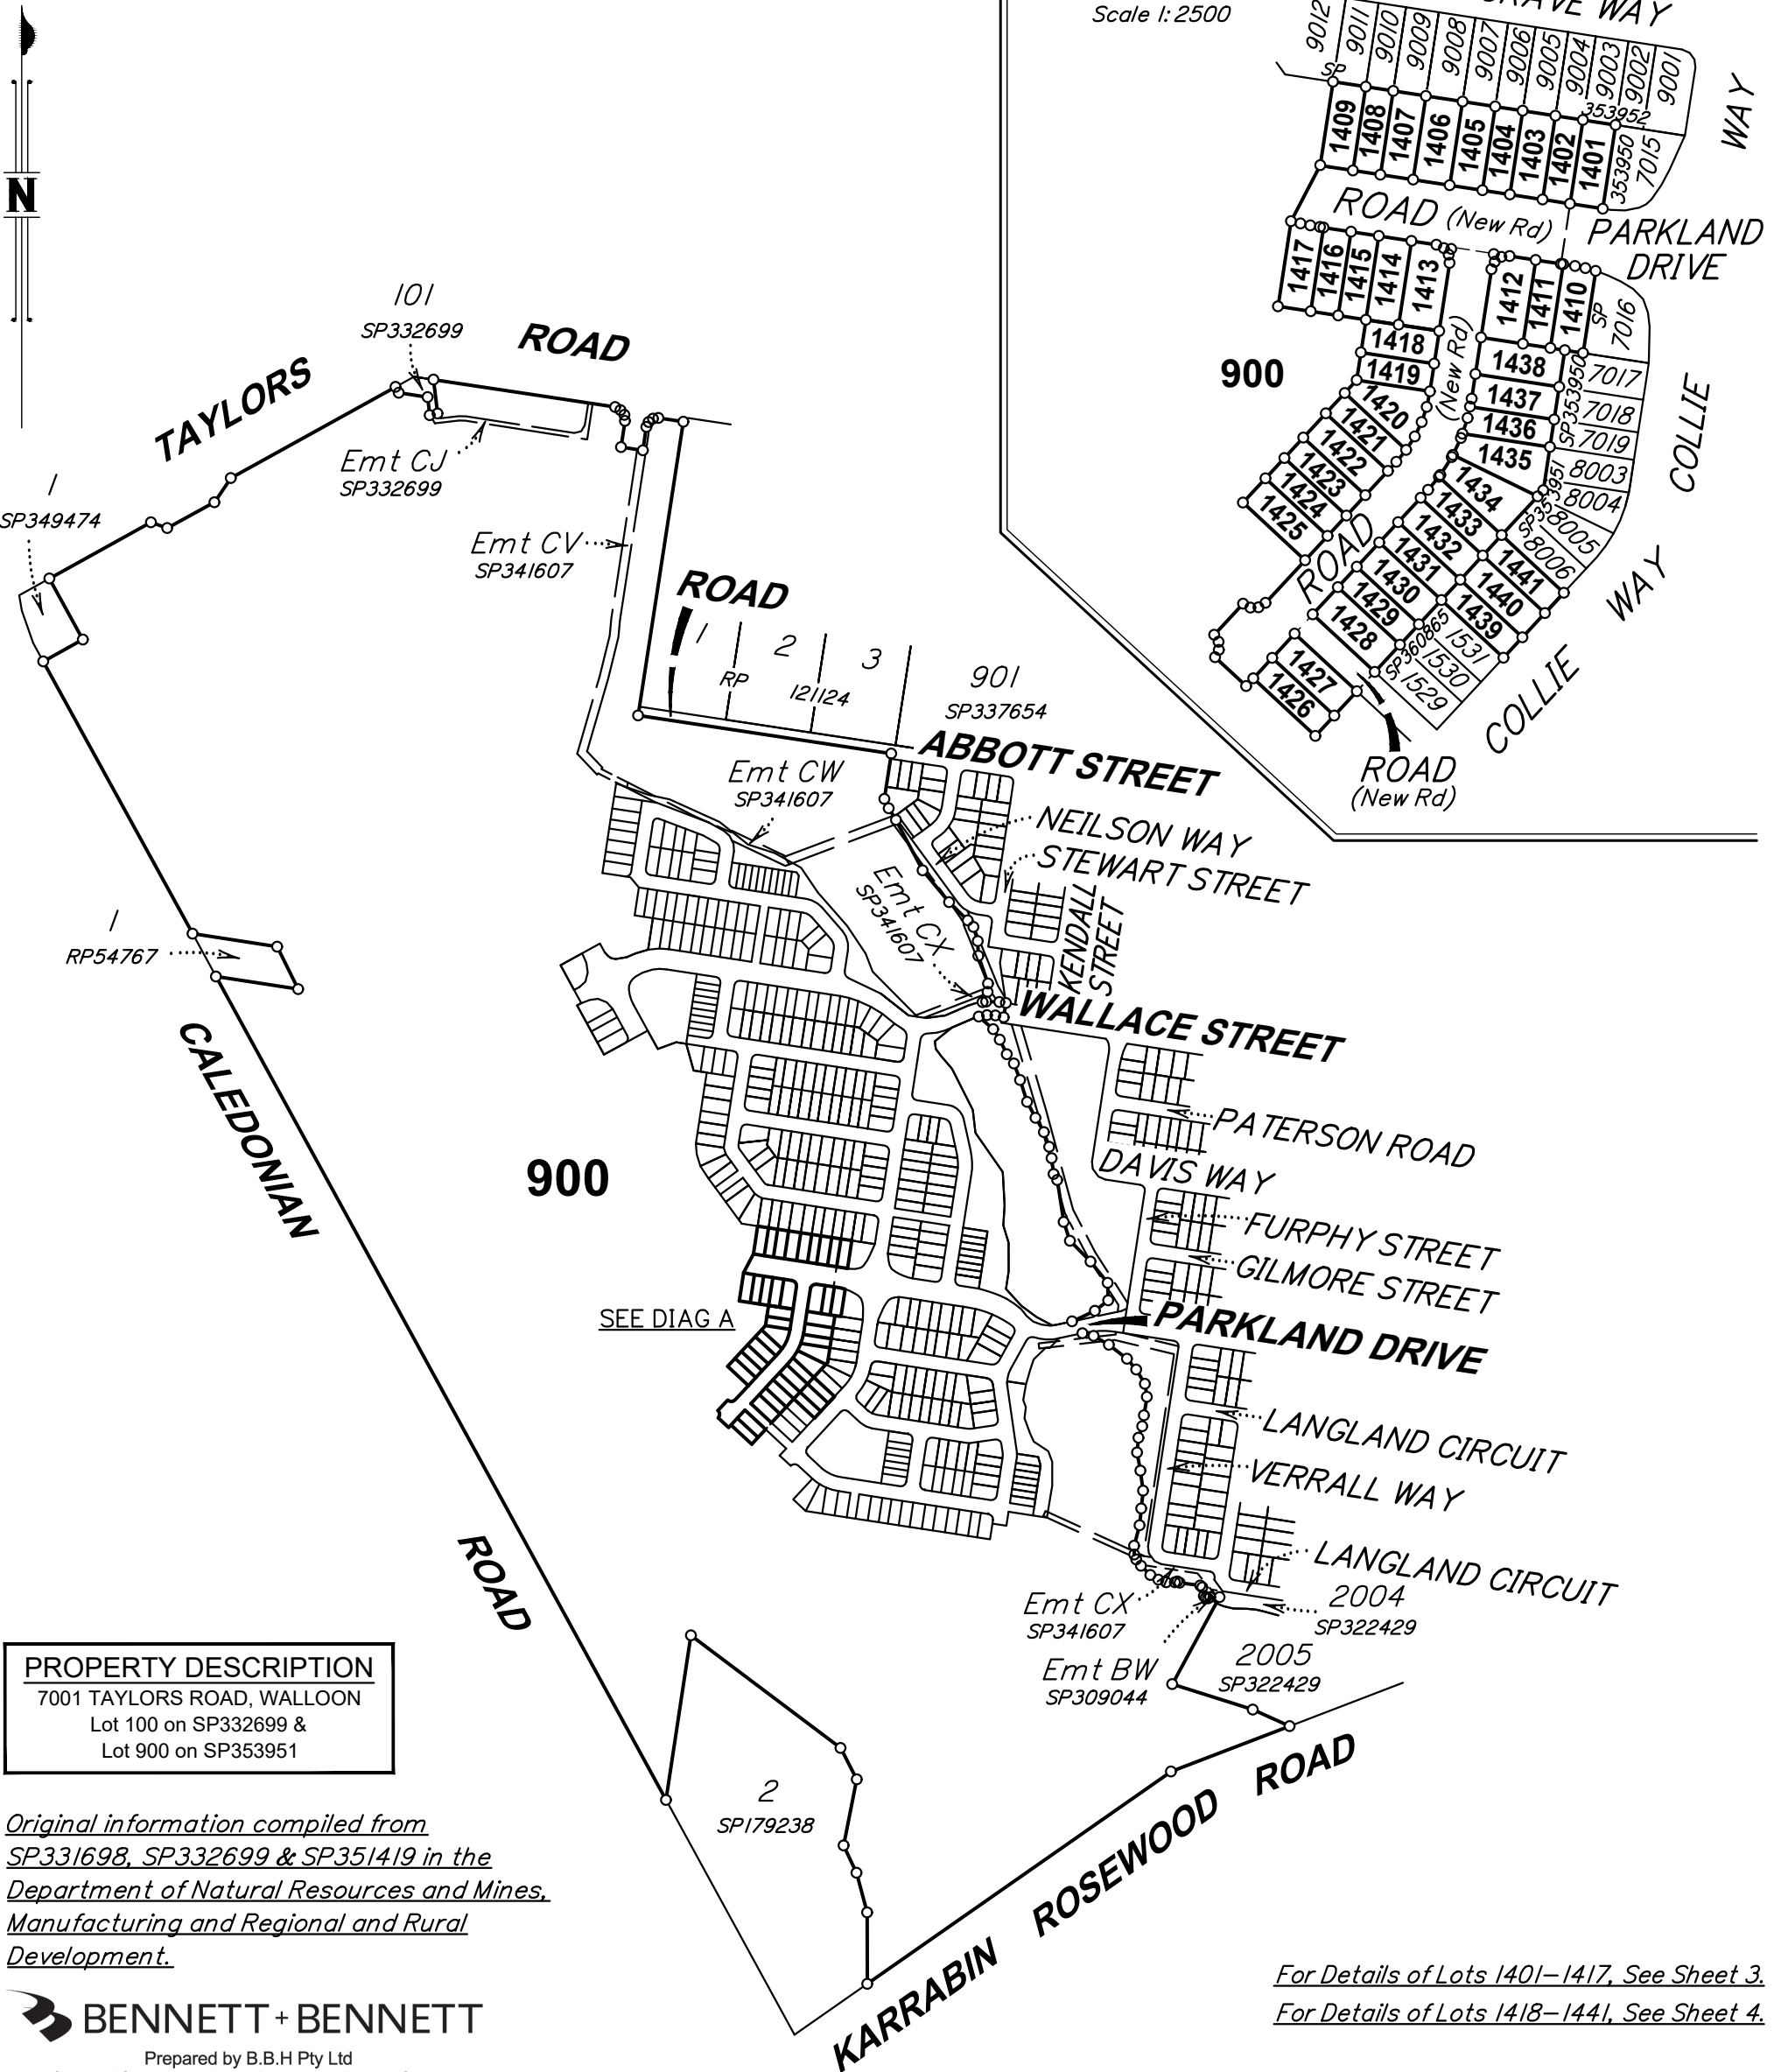 N
Scale 1:2500
WAY
9012
9011
9010
9009
9008
9007
9006
9005
9004
9003
9002
9001
SP
353952
WAY
1409
1408
1407
1406
1405
1404
1403
1402
1401
353950
7015
ROAD (New Rd)
PARKLAND
DRIVE
1417
1416
1415
1414
1413
1412
1411
1410
SP
7016
900
1418
1419
(New Rd)
1438
1437
1436
1435
SP353950
7017
7018
7019
SP353951
8003
8004
8005
8006
SP353951
COLLIE
WAY
1420
1421
1422
1423
1424
1425
1434
1433
1432
1431
1430
1429
1428
1441
1440
1439
ROAD
SP360865
1531
1530
1529
1427
1426
COLLIE
ROAD
(New Rd)
101
SP332699
ROAD
TAYLORS
Emt CJ
SP332699
1
SP349474
Emt CV
SP341607
ROAD
1
2
3
RP
121124
901
SP337654
ABBOTT STREET
Emt CW
SP341607
NEILSON WAY
STEWART STREET
Emt CX
SP341607
KENDALL
STREET
1
RP54767
WALLACE STREET
CALEDONIAN
PATERSON ROAD
DAVIS WAY
900
FURPHY STREET
GILMORE STREET
SEE DIAG A
PARKLAND DRIVE
LANGLAND CIRCUIT
VERRALL WAY
ROAD
LANGLAND CIRCUIT
Emt CX
SP341607
2004
SP322429
Emt BW
SP309044
2005
SP322429
PROPERTY DESCRIPTION
7001 TAYLORS ROAD, WALLOON
Lot 100 on SP332699 &
Lot 900 on SP353951
2
SP179238
KARRABIN ROSEWOOD ROAD
Original information compiled from
SP331698, SP332699 & SP351419 in the
Department of Natural Resources and Mines,
Manufacturing and Regional and Rural
Development.
BENNETT + BENNETT
Prepared by B.B.H Pty Ltd
For Details of Lots 1401–1417, See Sheet 3.
For Details of Lots 1418–1441, See Sheet 4.